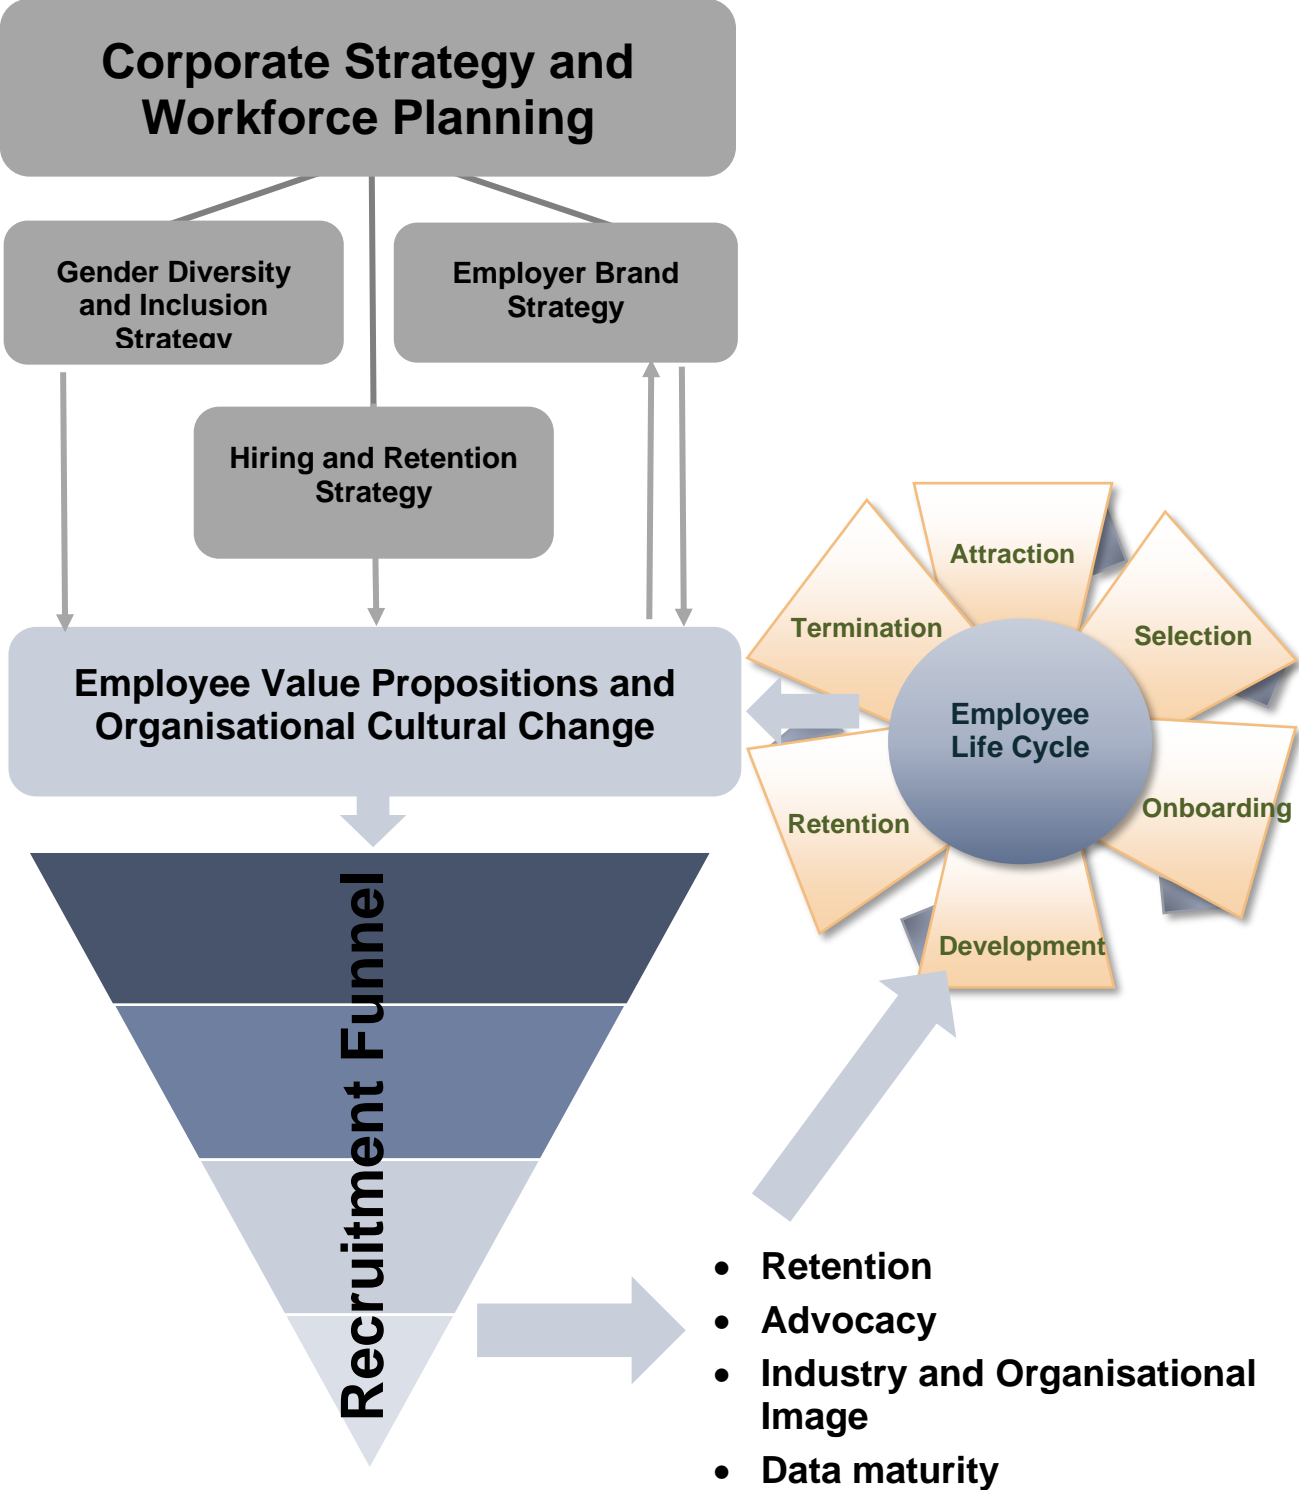 Corporate Strategy and
Workforce Planning
Gender Diversity
and Inclusion
Strategy
Employer Brand
Strategy
Hiring and Retention
Strategy
Employee Value Propositions and
Organisational Cultural Change
Attraction
Selection
Onboarding
Development
Retention
Termination
Employee
Life Cycle
Recruitment Funnel
• Retention
• Advocacy
• Industry and Organisational
Image
• Data maturity